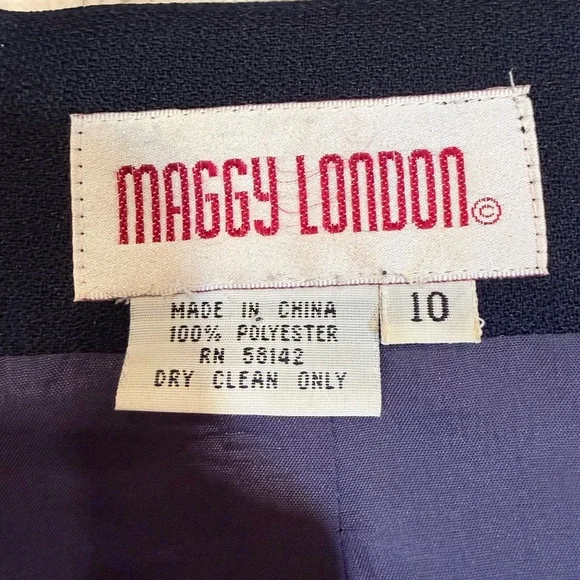 MAGGY LONDON©
10
MADE IN CHINA
100% POLYESTER
RN 58142
DRY CLEAN ONLY